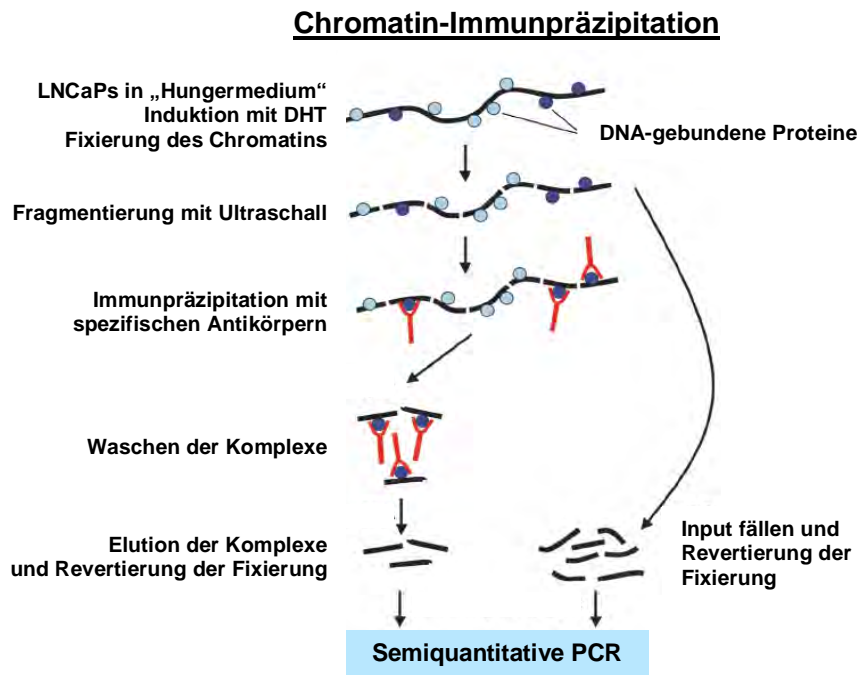 Chromatin-Immunpräzipitation
LNCaPs in „Hungermedium“
Induktion mit DHT
Fixierung des Chromatins
DNA-gebundene Proteine
Fragmentierung mit Ultraschall
Immunpräzipitation mit
spezifischen Antikörpern
Waschen der Komplexe
Elution der Komplexe
und Revertierung der Fixierung
Input fällen und
Revertierung der
Fixierung
Semiquantitative PCR